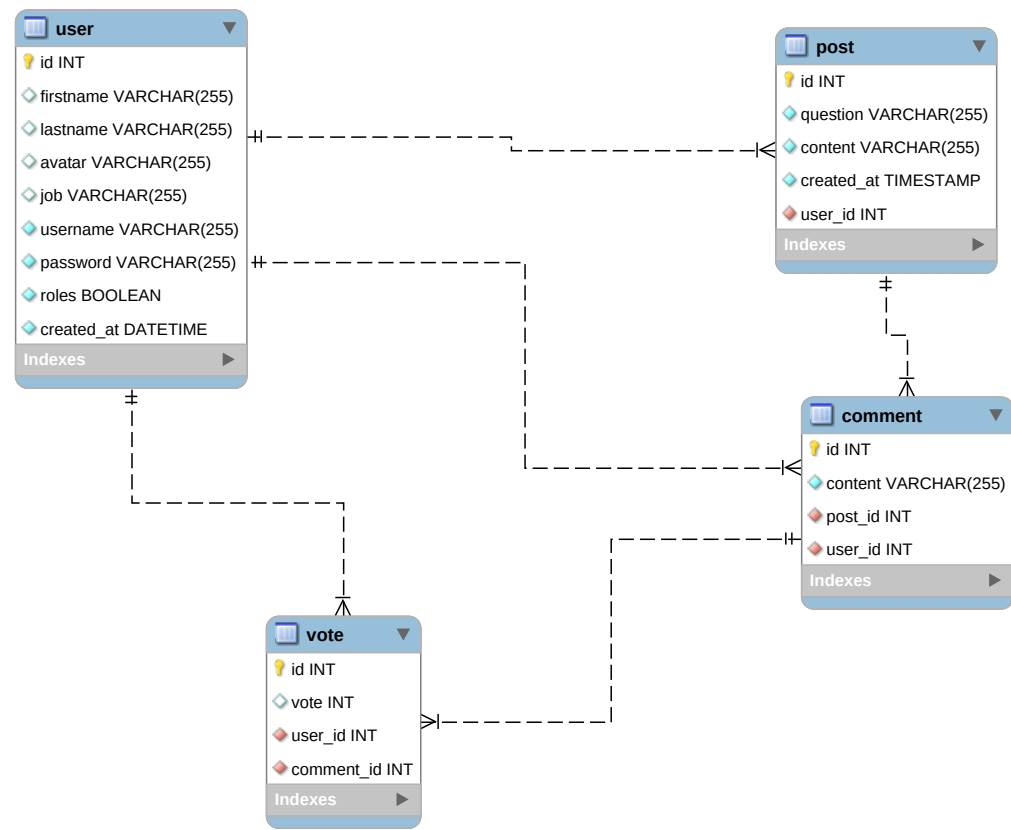 user
id INT
firstname VARCHAR(255)
lastname VARCHAR(255)
avatar VARCHAR(255)
job VARCHAR(255)
username VARCHAR(255)
password VARCHAR(255)
roles BOOLEAN
created_at DATETIME
Indexes
post
id INT
question VARCHAR(255)
content VARCHAR(255)
created_at TIMESTAMP
user_id INT
Indexes
comment
id INT
content VARCHAR(255)
post_id INT
user_id INT
Indexes
vote
id INT
vote INT
user_id INT
comment_id INT
Indexes